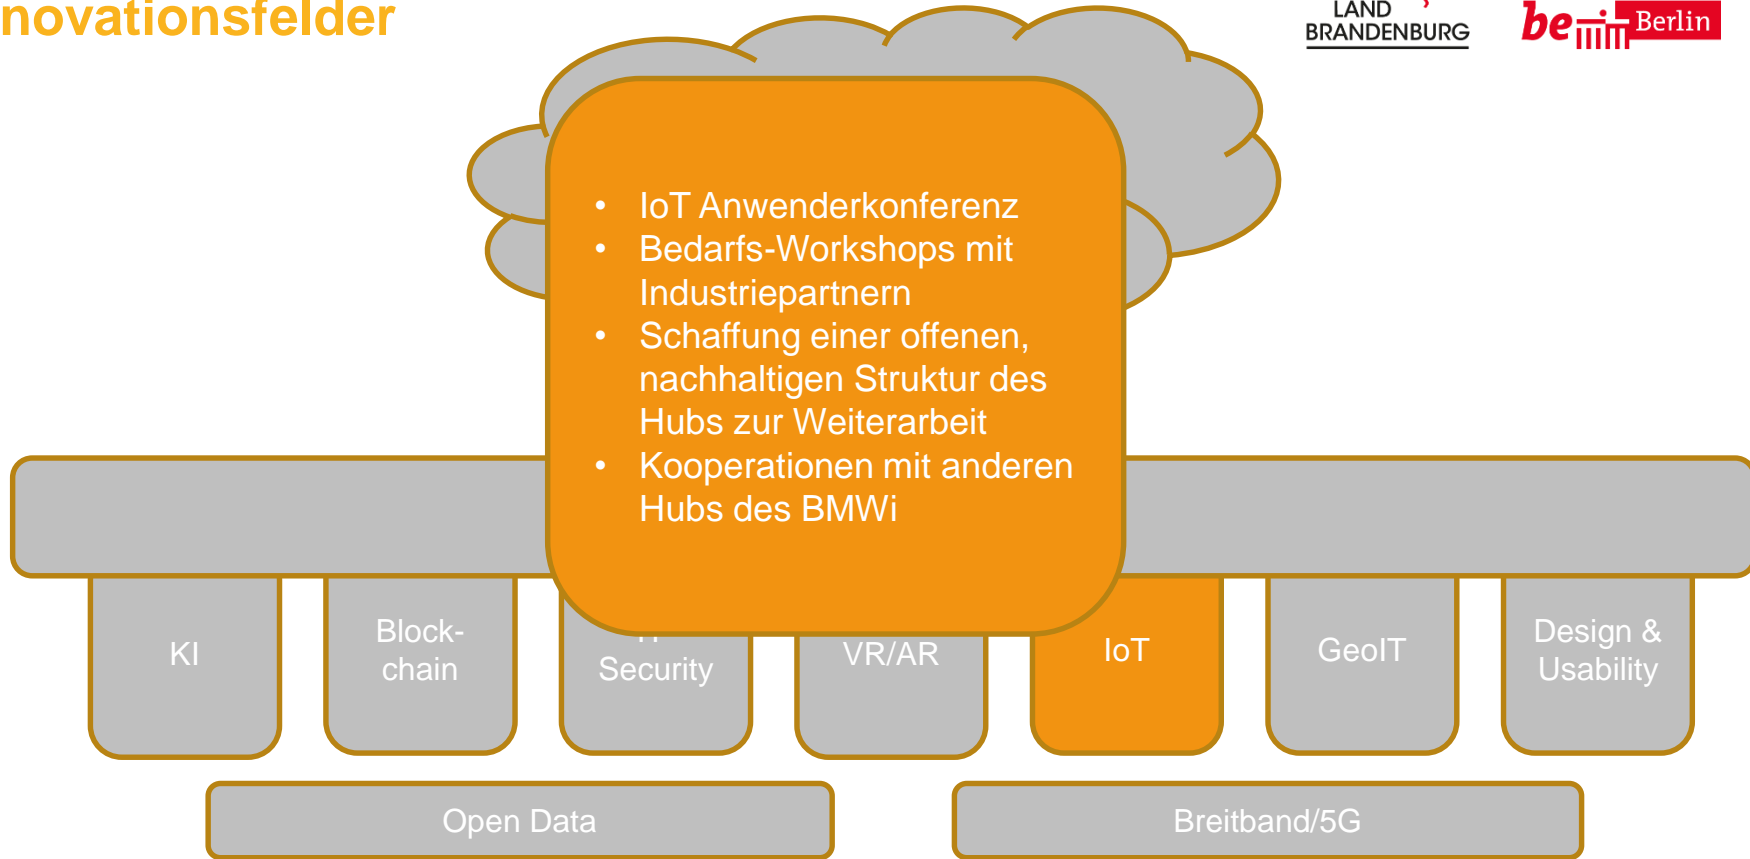 novationsfelder
LAND
BRANDENBURG
be Berlin
• IoT Anwenderkonferenz
• Bedarfs-Workshops mit
Industriepartnern
• Schaffung einer offenen,
nachhaltigen Struktur des
Hubs zur Weiterarbeit
• Kooperationen mit anderen
Hubs des BMWi
KI
Block-
chain
Security
VR/AR
IoT
GeoIT
Design &
Usability
Open Data
Breitband/5G